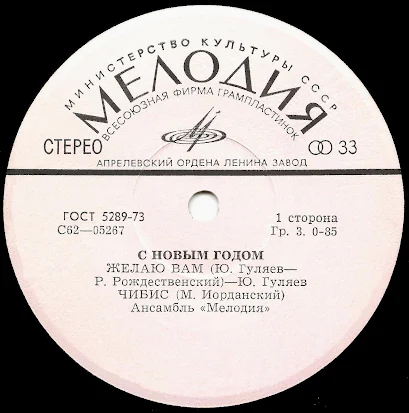 МИНИСТЕРСТВО КУЛЬТУРЫ СССР
МЕЛОДИЯ
ВСЕСОЮЗНАЯ ФИРМА ГРАМПЛАСТИНОК
СТЕРЕО
33
АПРЕЛЕВСКИЙ ОРДЕНА ЛЕНИНА ЗАВОД
ГОСТ 5289-73
1 сторона
С62—05267
Гр. 3. 0-85
С НОВЫМ ГОДОМ
ЖЕЛАЮ ВАМ (Ю. Гуляев—
Р. Рождественский)—Ю. Гуляев
ЧИБИС (М. Иорданский)
Ансамбль «Мелодия»